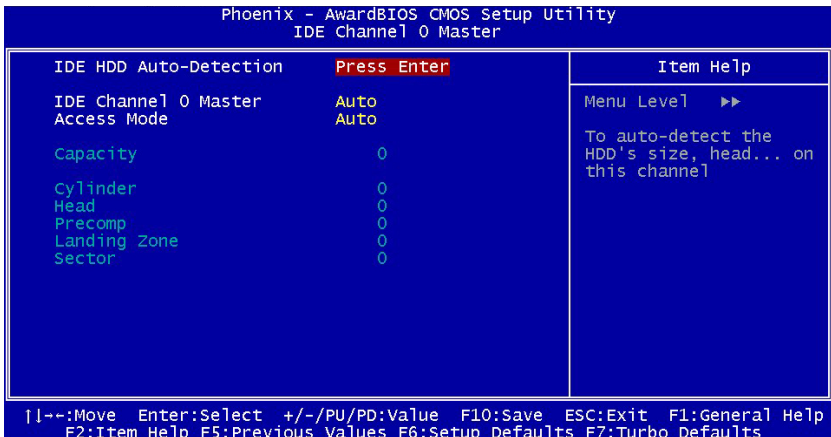 Phoenix - AwardBIOS CMOS Setup Utility
IDE Channel 0 Master
IDE HDD Auto-Detection Press Enter
IDE Channel 0 Master Auto
Access Mode Auto
Capacity 0
Cylinder 0
Head 0
Precomp 0
Landing Zone 0
Sector 0
Item Help
Menu Level ▶▶
To auto-detect the
HDD's size, head... on
this channel
↑↓→←:Move Enter:Select +/-/PU/PD:Value F10:Save ESC:Exit F1:General Help
F2:Item Help F5:Previous Values F6:Setup Defaults F7:Turbo Defaults